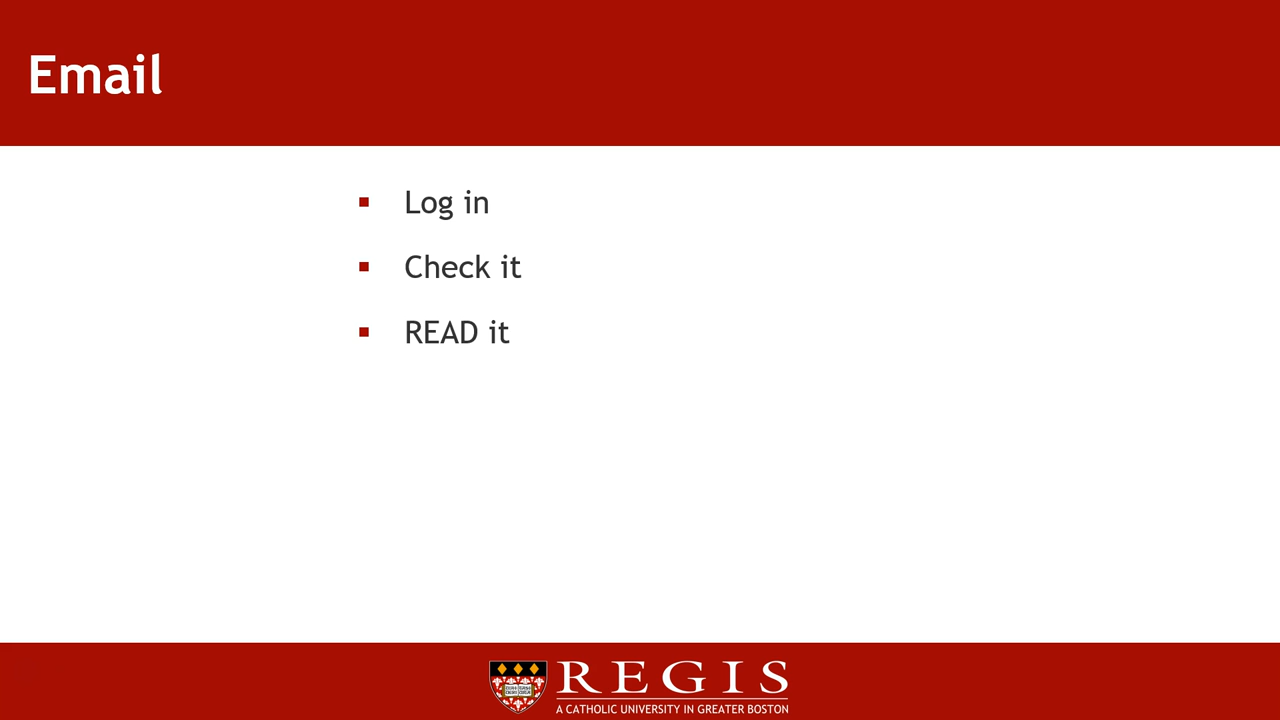 Email
▪ Log in
▪ Check it
▪ READ it
REGIS
A CATHOLIC UNIVERSITY IN GREATER BOSTON